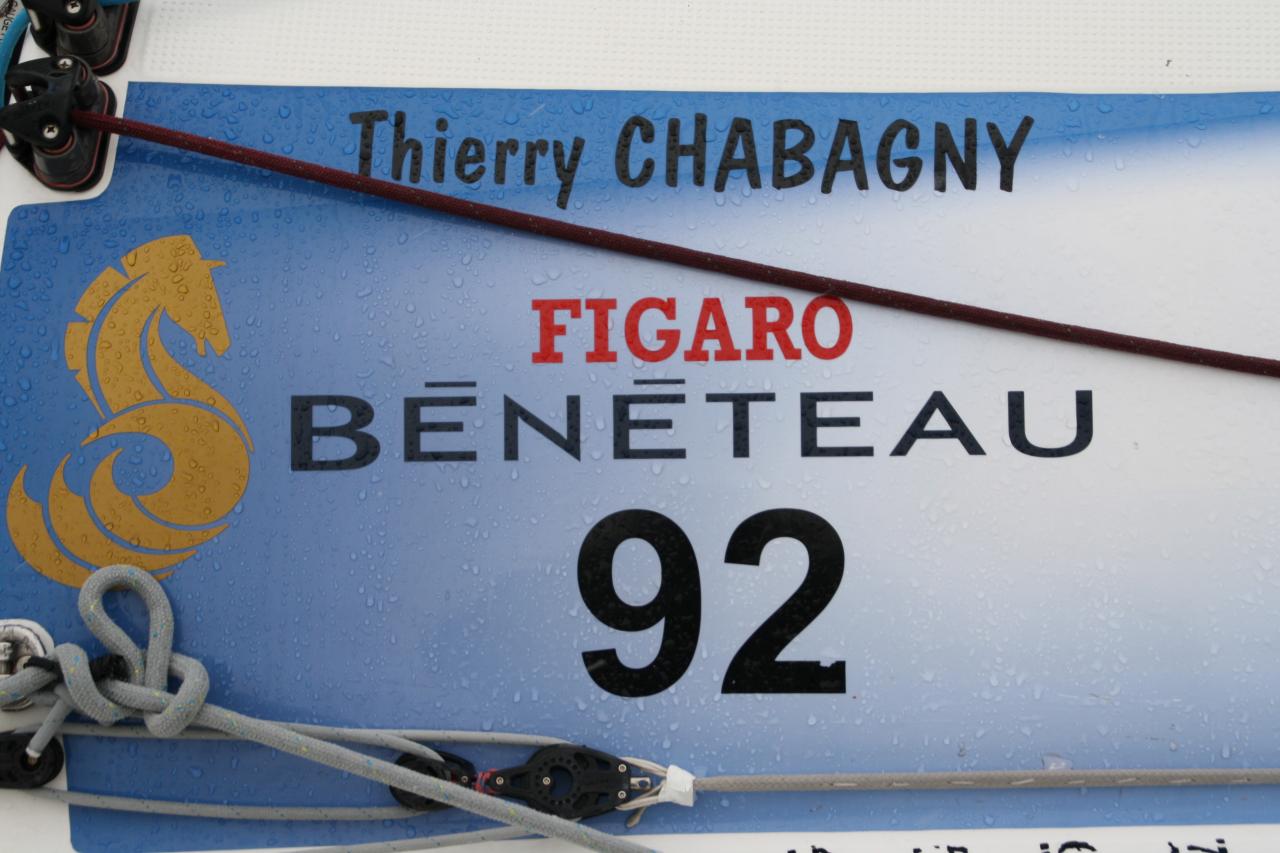 Thierry CHABAGNY
FIGARO
BĒNĒTEAU
92